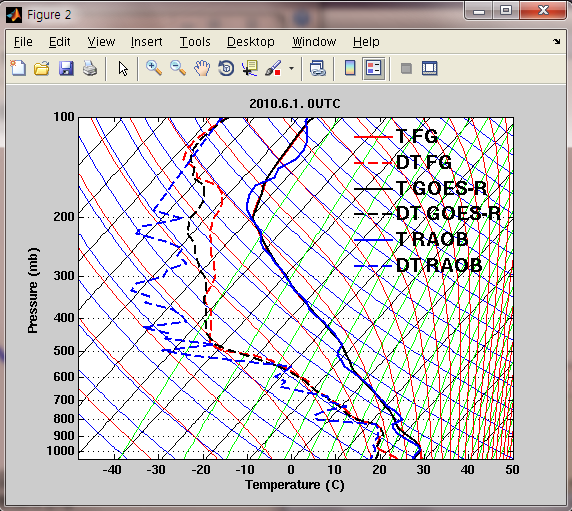 Figure 2
File Edit View Insert Tools Desktop Window Help
2010.6.1. 0UTC
100
200
300
400
500
600
700
800
900
1000
Pressure (mb)
T FG
DT FG
T GOES-R
DT GOES-R
T RAOB
DT RAOB
-40 -30 -20 -10 0 10 20 30 40 50
Temperature (C)